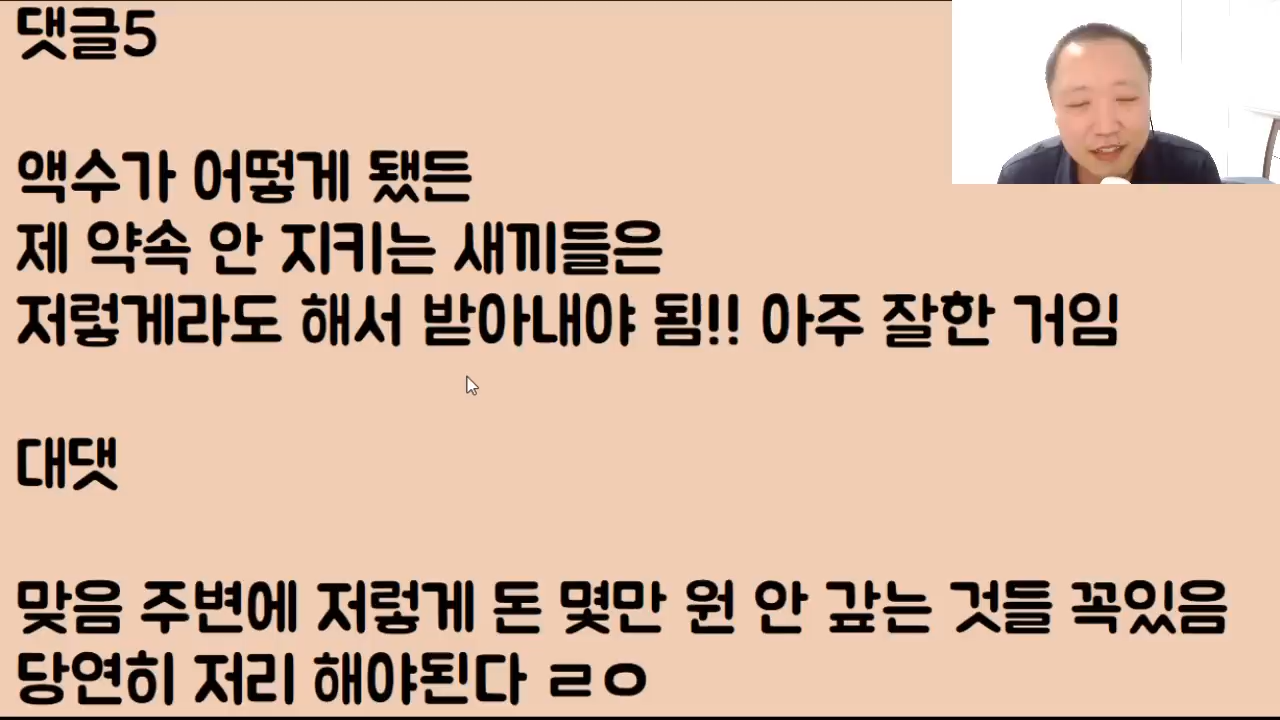 댓글5
액수가 어떻게 됐든
제 약속 안 지키는 새끼들은
저렇게라도 해서 받아내야 됨!! 아주 잘한 거임
대댓
맞음 주변에 저렇게 돈 몇만 원 안 갚는 것들 꼭있음
당연히 저리 해야된다 ㄹㅇ